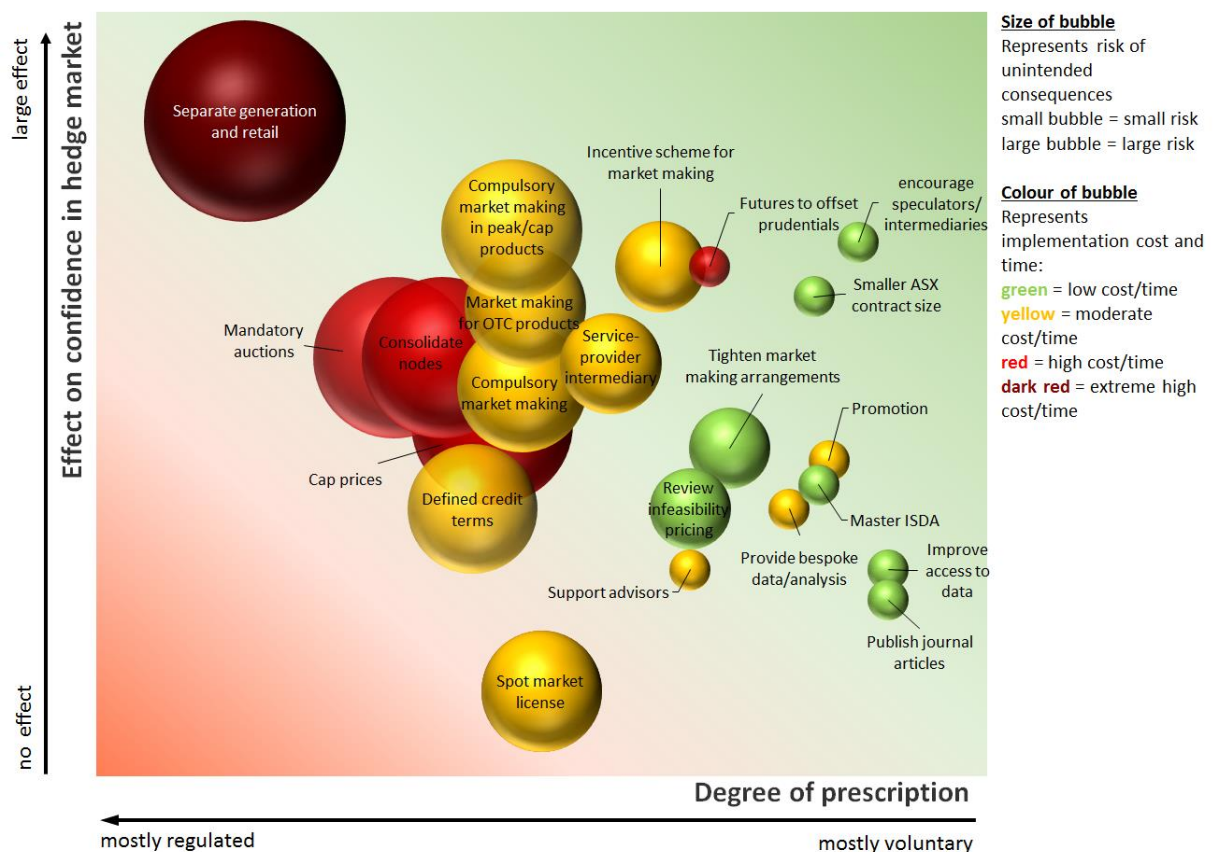 large effect
Effect on confidence in hedge market
no effect
Separate generation
and retail
Compulsory
market making
in peak/cap
products
Incentive scheme for
market making
Futures to offset
prudentials
encourage
speculators/
intermediaries
Smaller ASX
contract size
Mandatory
auctions
Consolidate
nodes
Market making
for OTC products
Service-
provider
intermediary
Compulsory
market making
Tighten market
making arrangements
Promotion
Cap prices
Defined credit
terms
Review
infeasibility
pricing
Master ISDA
Provide bespoke
data/analysis
Improve
access to
data
Support advisors
Publish journal
articles
Spot market
license
Degree of prescription
mostly regulated
mostly voluntary
Size of bubble
Represents risk of
unintended
consequences
small bubble = small risk
large bubble = large risk
Colour of bubble
Represents
implementation cost and
time:
green = low cost/time
yellow = moderate
cost/time
red = high cost/time
dark red = extreme high
cost/time